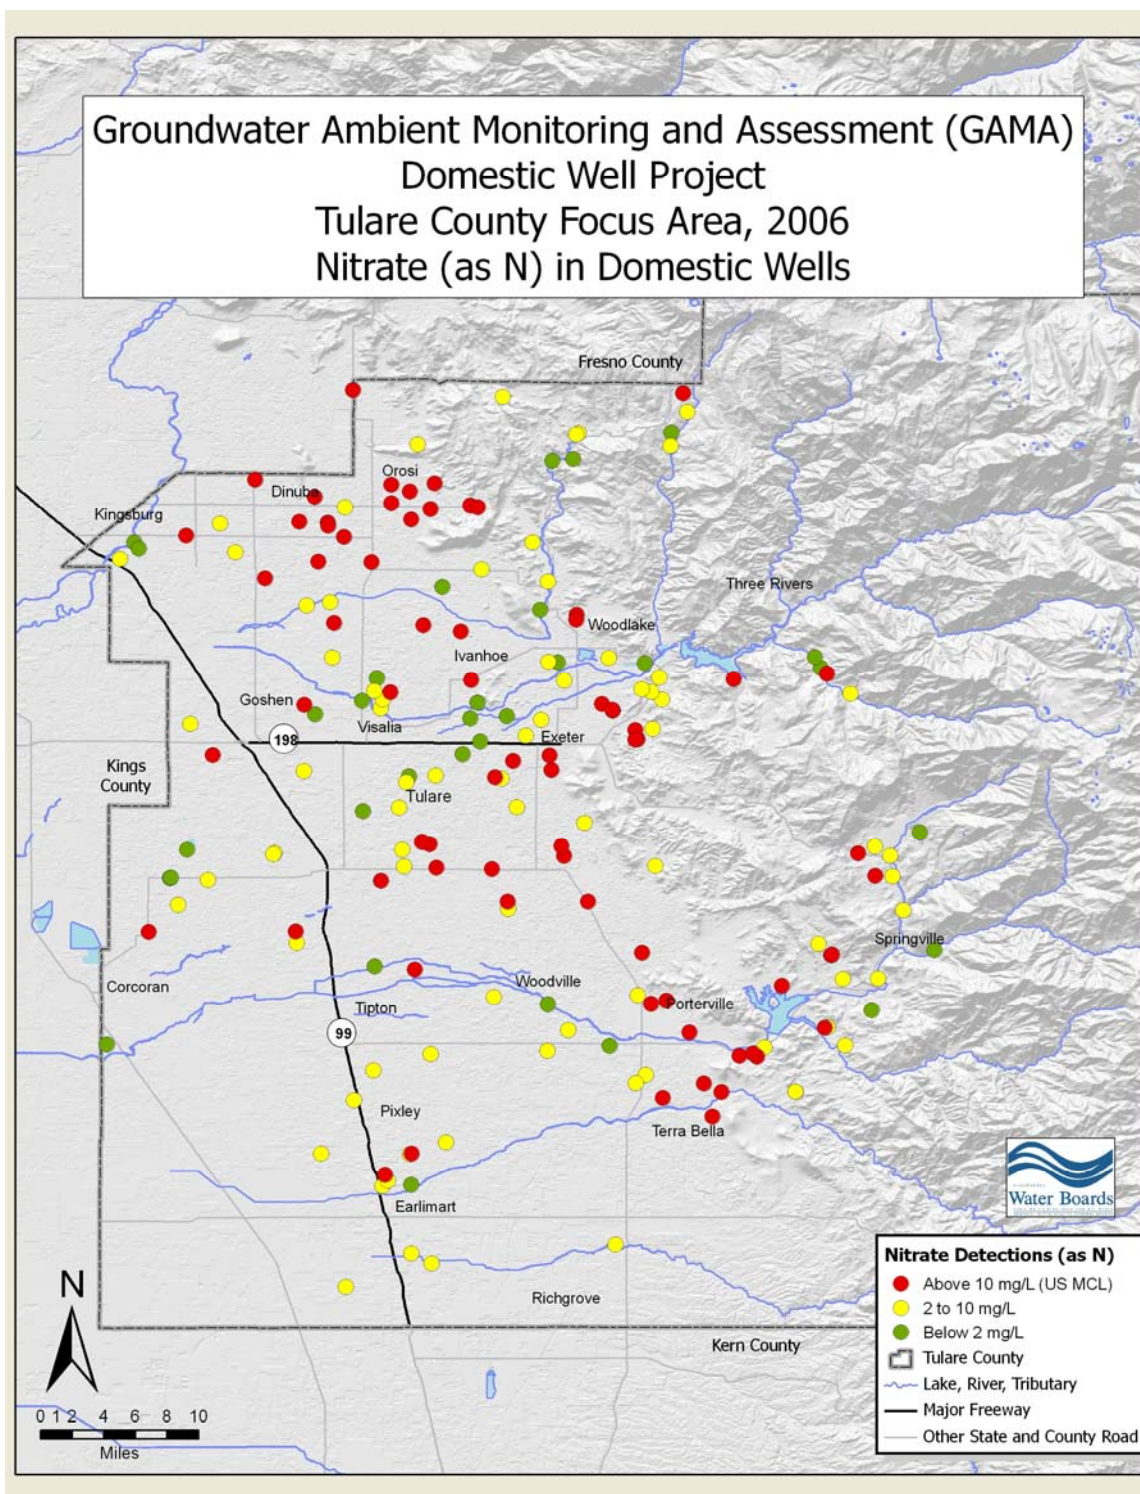 Groundwater Ambient Monitoring and Assessment (GAMA)
Domestic Well Project
Tulare County Focus Area, 2006
Nitrate (as N) in Domestic Wells
Fresno County
Orosi
Dinuba
Kingsburg
Three Rivers
Woodlake
Ivanhoe
Goshen
Visalia
198
Exeter
Kings
County
Tulare
Springville
Corcoran
Woodville
Tipton
Porterville
99
Pixley
Terra Bella
Earlimart
Water Boards
Richgrove
Kern County
N
0 1 2 4 6 8 10
Miles
Nitrate Detections (as N)
Above 10 mg/L (US MCL)
2 to 10 mg/L
Below 2 mg/L
Tulare County
Lake, River, Tributary
Major Freeway
Other State and County Road